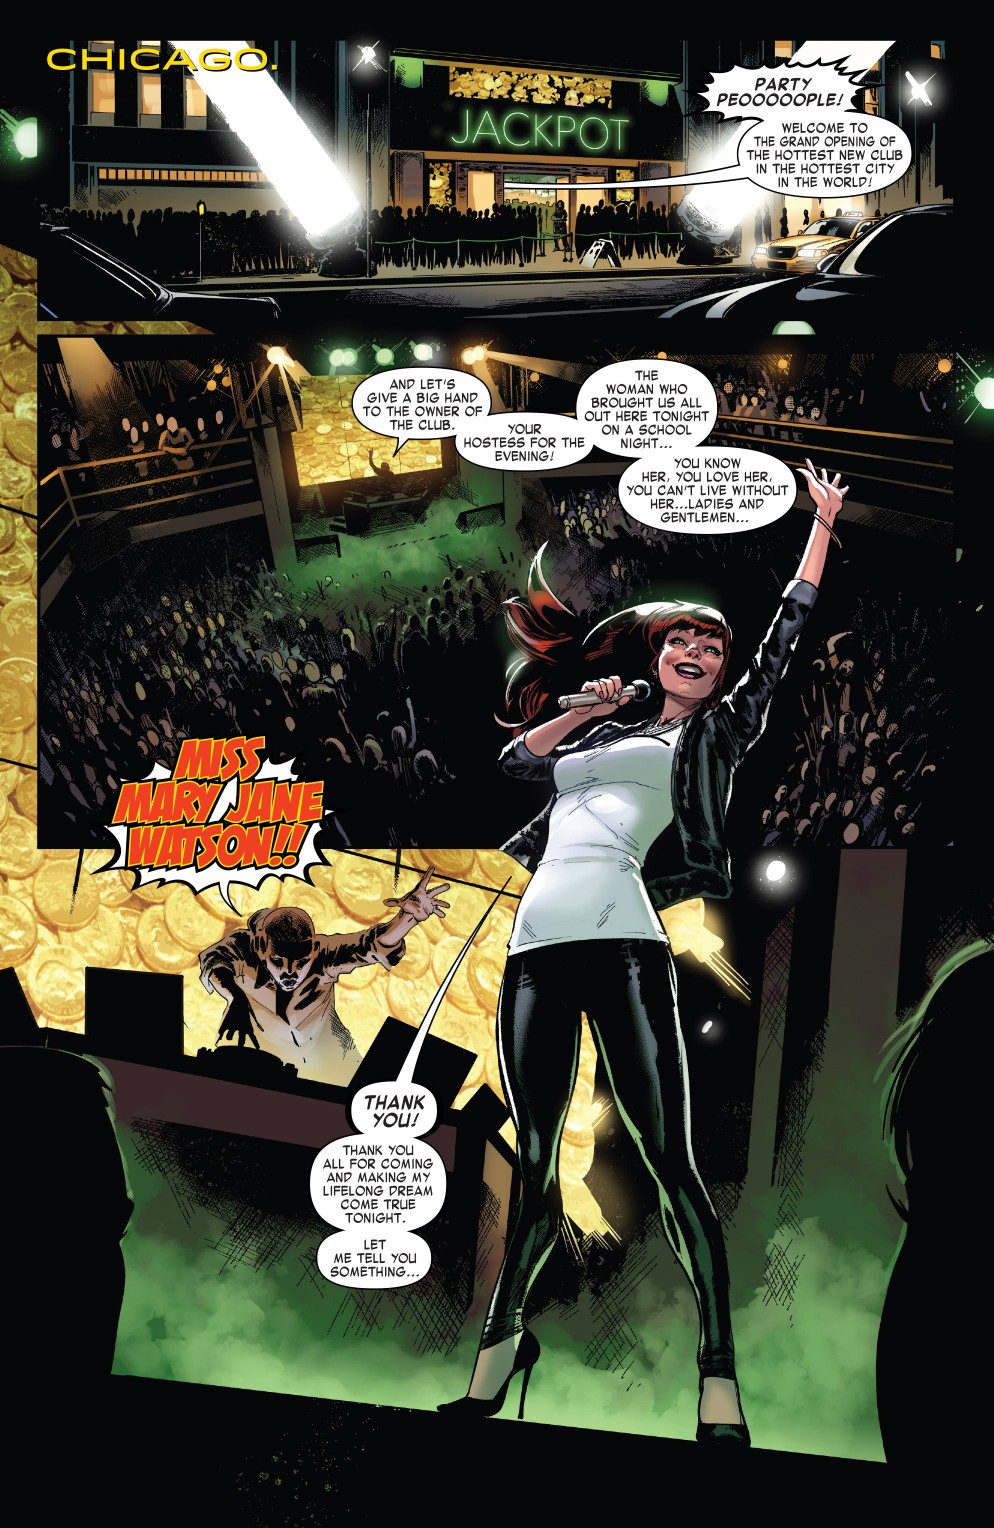 CHICAGO.
JACKPOT
PARTY
PEOOOOOPLE!
WELCOME TO
THE GRAND OPENING OF
THE HOTTEST NEW CLUB
IN THE HOTTEST CITY
IN THE WORLD!
AND LET'S
GIVE A BIG HAND
TO THE OWNER OF
THE CLUB.
YOUR
HOSTESS FOR THE
EVENING!
THE
WOMAN WHO
BROUGHT US ALL
OUT HERE TONIGHT
ON A SCHOOL
NIGHT...
YOU KNOW
HER, YOU LOVE HER,
YOU CAN'T LIVE WITHOUT
HER...LADIES AND
GENTLEMEN...
MISS
MARY JANE
WATSON!!
THANK
YOU!
THANK YOU
ALL FOR COMING
AND MAKING MY
LIFELONG DREAM
COME TRUE
TONIGHT.
LET
ME TELL YOU
SOMETHING...